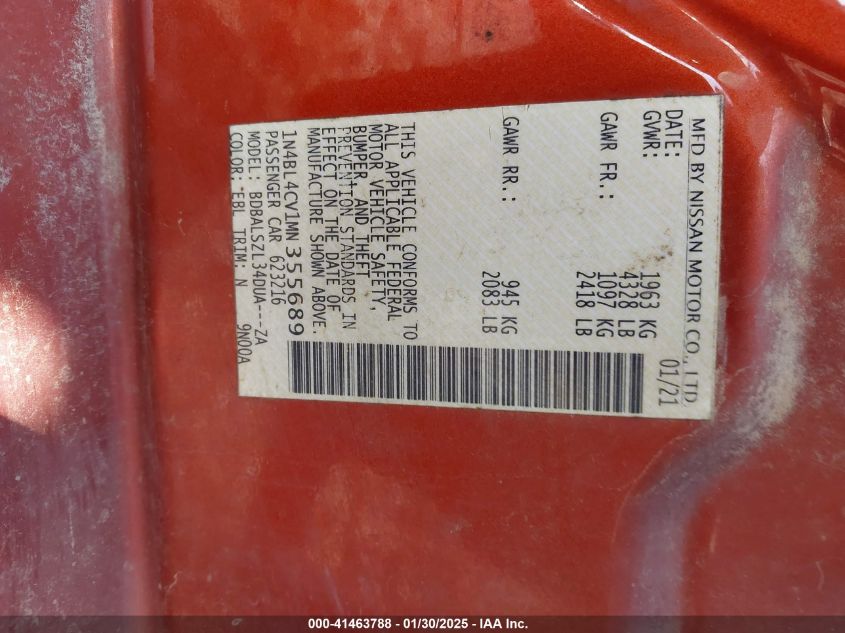 MFD BY NISSAN MOTOR CO., LTD.
DATE: 01/21
GVWR: 1963 KG
4328 LB
GAWR FR.: 1097 KG
2418 LB
GAWR RR.: 945 KG
2083 LB
THIS VEHICLE CONFORMS TO
ALL APPLICABLE FEDERAL
MOTOR VEHICLE SAFETY,
BUMPER, AND THEFT
PREVENTION STANDARDS IN
EFFECT ON THE DATE OF
MANUFACTURE SHOWN ABOVE.
1N4BL4CV1MN355689
PASSENGER CAR 623216
MODEL: BDBALSZL34DUA---ZA
COLOR: EBL TRIM: N 9N00A
000-41463788 / 01/30/2025 - IAA Inc.